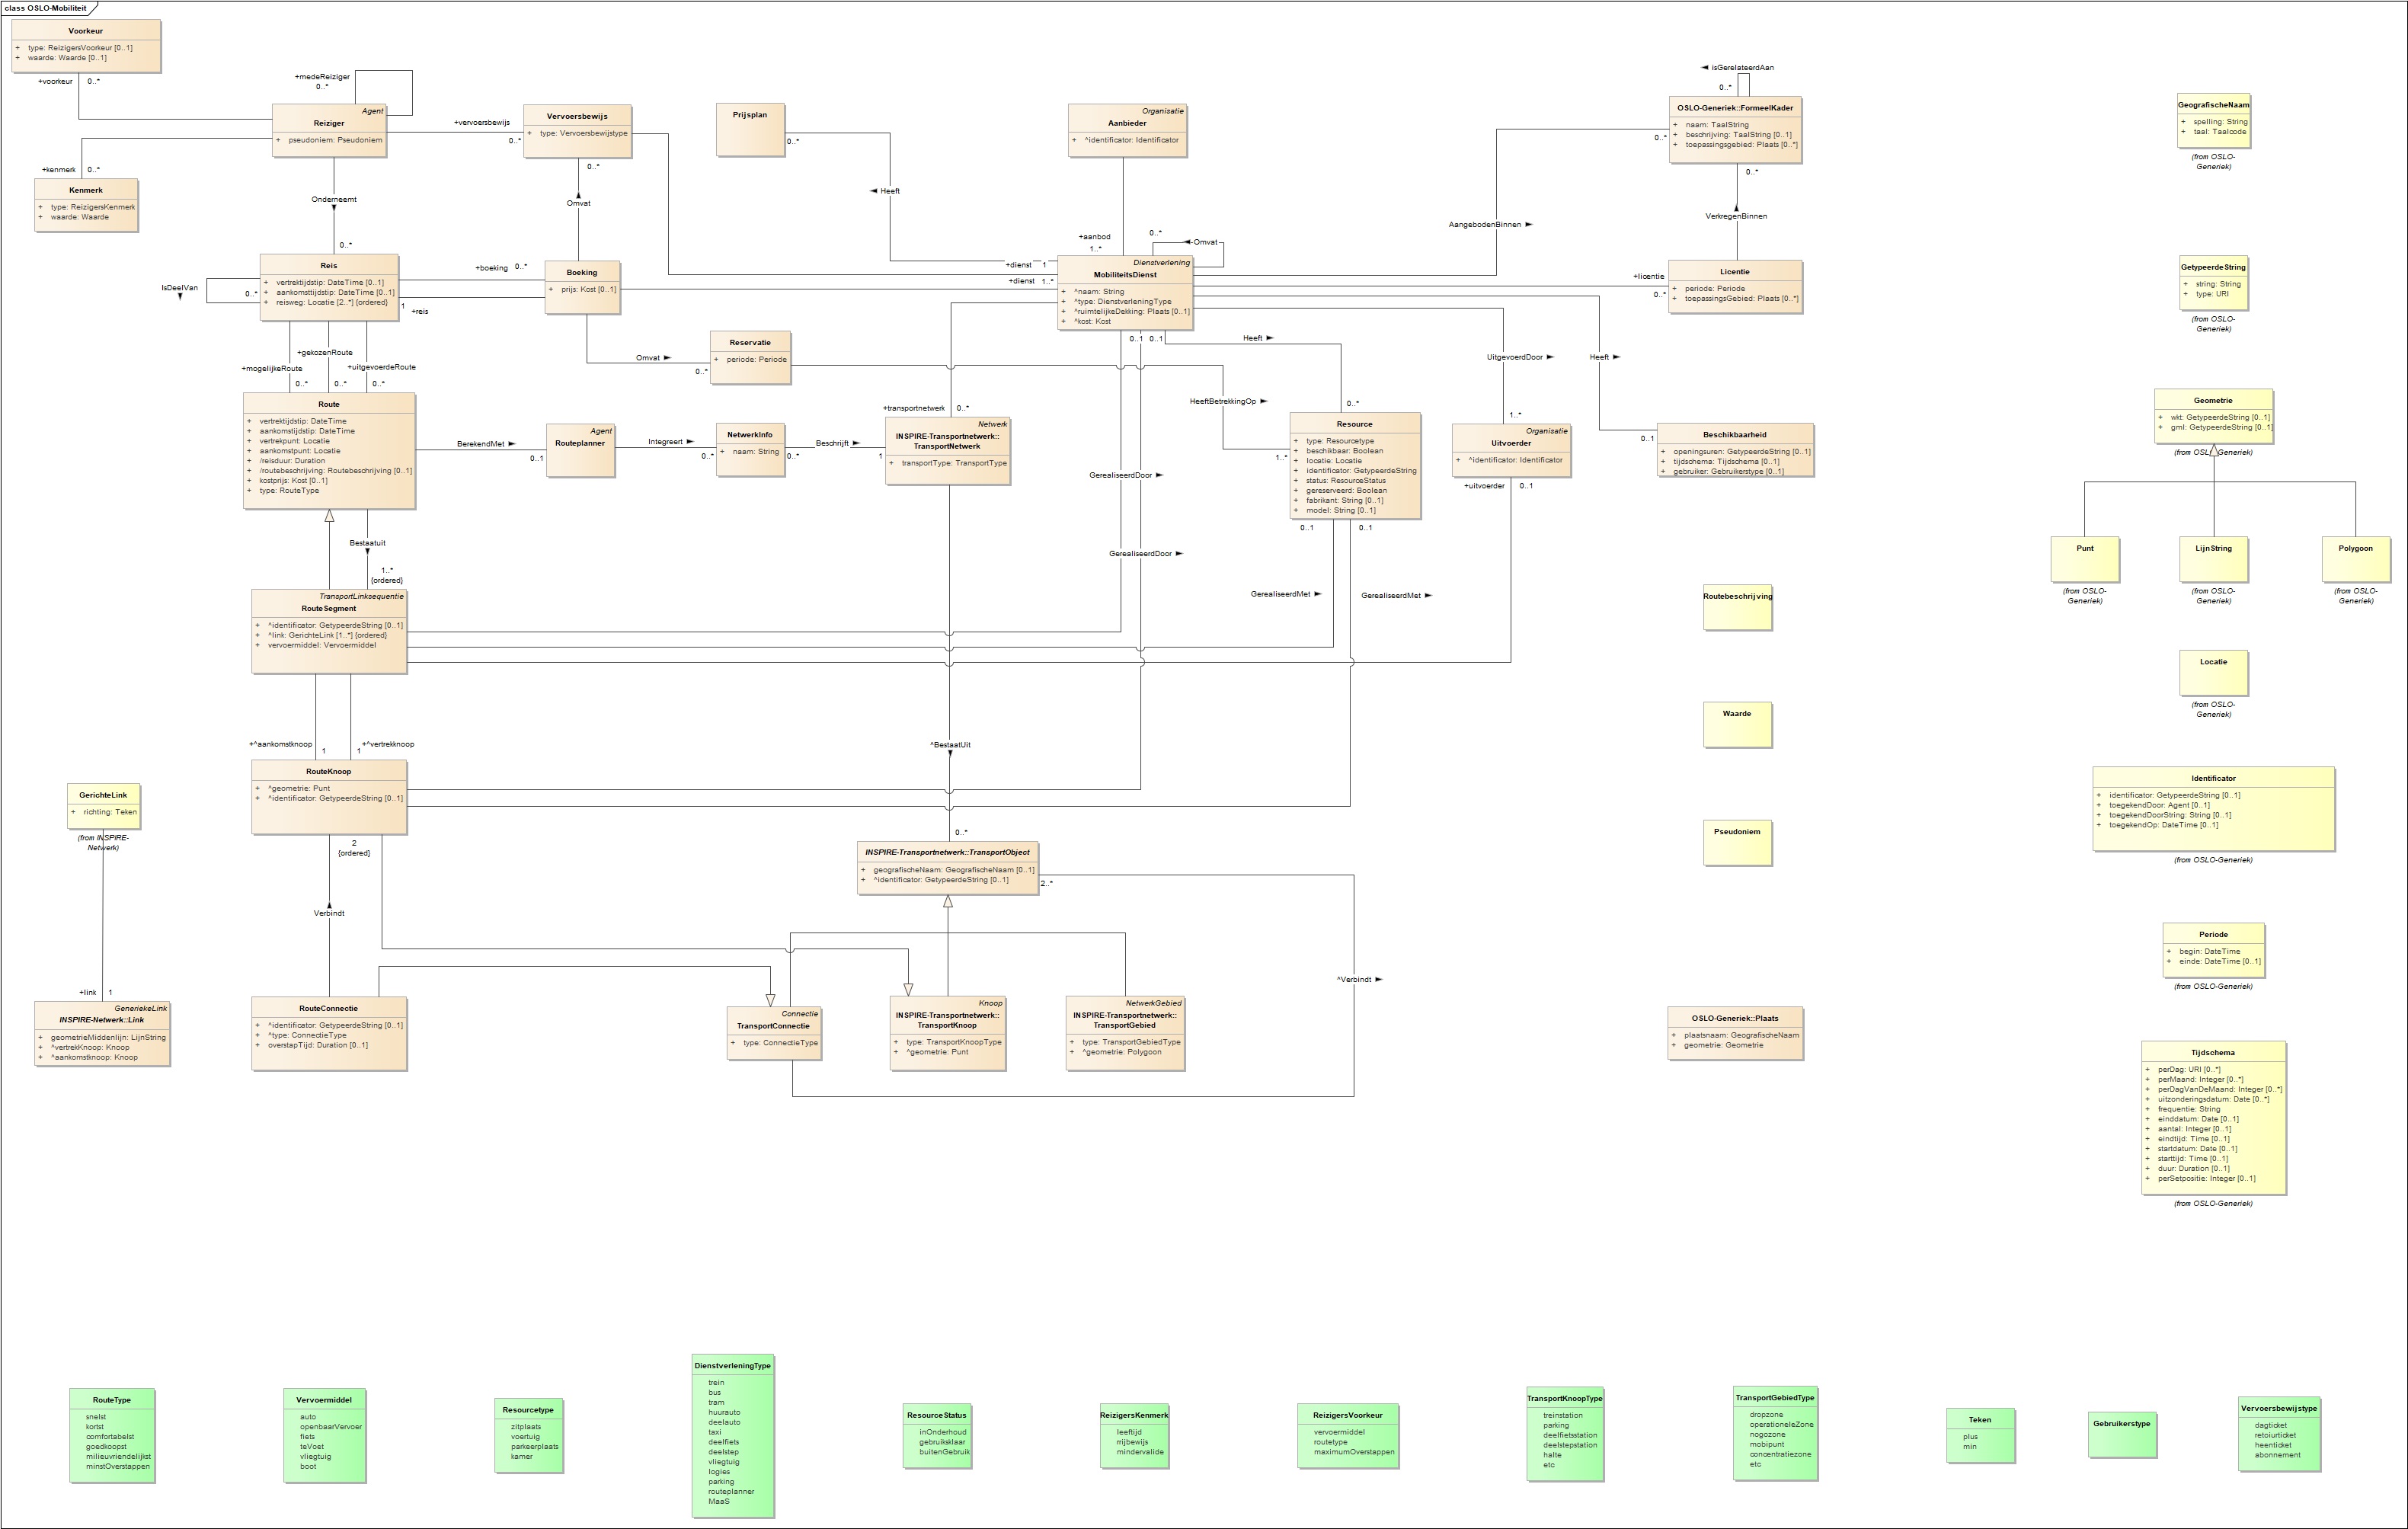 class OSLO-Mobiliteit
Voorkeur
+ type: ReizigersVoorkeur [0..1]
+ waarde: Waarde [0..1]
+voorkeur 0..*
+medeReiziger
0..*
Agent
Reiziger
+ pseudoniem: Pseudoniem
+kenmerk 0..*
Kenmerk
+ type: ReizigersKenmerk
+ waarde: Waarde
+vervoersbewijs
0..*
Vervoersbewijs
+ type: Vervoersbewijstype
0..*
Omvat
Prijsplan
0..*
Heeft
Organisatie
Aanbieder
+ ^identificator: Identificator
+aanbod
1..*
0..*
Omvat
isGerelateerdAan
0..*
OSLO-Generiek::FormeelKader
+ naam: TaalString
+ beschrijving: TaalString [0..1]
+ toepassingsgebied: Plaats [0..*]
0..*
0..*
AangebodenBinnen
VerkregenBinnen
Onderneemt
0..*
Reis
+ vertrektijdstip: DateTime [0..1]
+ aankomsttijdstip: DateTime [0..1]
+ reisweg: Locatie [2..*] {ordered}
IsDeelVan
0..*
+boeking 0..*
1
+reis
Boeking
+ prijs: Kost [0..1]
+dienst 1
+dienst 1..*
Dienstverlening
MobiliteitsDienst
+ ^naam: String
+ ^type: DienstverleningType
+ ^ruimtelijkeDekking: Plaats [0..1]
+ ^kost: Kost
0..1 0..1
Heeft
+licentie
0..*
Licentie
+ periode: Periode
+ toepassingsGebied: Plaats [0..*]
+gekozenRoute
+mogelijkeRoute
+uitgevoerdeRoute
0..* 0..* 0..*
Omvat
0..*
Reservatie
+ periode: Periode
UitgevoerdDoor
Heeft
Route
+ vertrektijdstip: DateTime
+ aankomstijdstip: DateTime
+ vertrekpunt: Locatie
+ aankomstpunt: Locatie
+ /reisduur: Duration
+ /routebeschrijving: Routebeschrijving [0..1]
+ kostprijs: Kost [0..1]
+ type: RouteType
BerekendMet
0..1
Agent
Routeplanner
Integreert
0..*
NetwerkInfo
+ naam: String
0..*
Beschrijft
1
+transportnetwerk 0..*
Netwerk
INSPIRE-Transportnetwerk::
TransportNetwerk
+ transportType: TransportType
HeeftBetrekkingOp
1..*
0..*
Resource
+ type: Resourcetype
+ beschikbaar: Boolean
+ locatie: Locatie
+ identificator: GetypeerdeString
+ status: ResourceStatus
+ gereserveerd: Boolean
+ fabrikant: String [0..1]
+ model: String [0..1]
0..1 0..1
1..*
Organisatie
Uitvoerder
+ ^identificator: Identificator
+uitvoerder 0..1
0..1
Beschikbaarheid
+ openingsuren: GetypeerdeString [0..1]
+ tijdschema: Tijdschema [0..1]
+ gebruiker: Gebruikerstype [0..1]
GerealiseerdDoor
GerealiseerdDoor
GerealiseerdMet
GerealiseerdMet
Bestaatuit
1..*
{ordered}
TransportLinksequentie
RouteSegment
+ ^identificator: GetypeerdeString [0..1]
+ ^link: GerichteLink [1..*] {ordered}
+ vervoermiddel: Vervoermiddel
+^aankomstknoop
1
1
+^vertrekknoop
RouteKnoop
+ ^geometrie: Punt
+ ^identificator: GetypeerdeString [0..1]
2
{ordered}
Verbindt
^BestaatUit
0..*
INSPIRE-Transportnetwerk::TransportObject
+ geografischeNaam: GeografischeNaam [0..1]
+ ^identificator: GetypeerdeString [0..1]
2..*
^Verbindt
GerichteLink
+ richting: Teken
(from INSPIRE-
Netwerk)
+link 1
GeneriekeLink
INSPIRE-Netwerk::Link
+ geometrieMiddenlijn: LijnString
+ ^vertrekKnoop: Knoop
+ ^aankomstknoop: Knoop
RouteConnectie
+ ^identificator: GetypeerdeString [0..1]
+ ^type: ConnectieType
+ overstapTijd: Duration [0..1]
Connectie
TransportConnectie
+ type: ConnectieType
Knoop
INSPIRE-Transportnetwerk::
TransportKnoop
+ type: TransportKnoopType
+ ^geometrie: Punt
NetwerkGebied
INSPIRE-Transportnetwerk::
TransportGebied
+ type: TransportGebiedType
+ ^geometrie: Polygoon
Routebeschrijving
Waarde
Pseudoniem
OSLO-Generiek::Plaats
+ plaatsnaam: GeografischeNaam
+ geometrie: Geometrie
GeografischeNaam
+ spelling: String
+ taal: Taalcode
(from OSLO-
Generiek)
GetypeerdeString
+ string: String
+ type: URI
(from OSLO-
Generiek)
Geometrie
+ wkt: GetypeerdeString [0..1]
+ gml: GetypeerdeString [0..1]
(from OSLO-Generiek)
Punt
(from OSLO-
Generiek)
LijnString
(from OSLO-
Generiek)
Polygoon
(from OSLO-
Generiek)
Locatie
(from OSLO-
Generiek)
Identificator
+ identificator: GetypeerdeString [0..1]
+ toegekendDoor: Agent [0..1]
+ toegekendDoorString: String [0..1]
+ toegekendOp: DateTime [0..1]
(from OSLO-Generiek)
Periode
+ begin: DateTime
+ einde: DateTime [0..1]
(from OSLO-Generiek)
Tijdschema
+ perDag: URI [0..*]
+ perMaand: Integer [0..*]
+ perDagVanDeMaand: Integer [0..*]
+ uitzonderingsdatum: Date [0..*]
+ frequentie: String
+ einddatum: Date [0..1]
+ aantal: Integer [0..1]
+ eindtijd: Time [0..1]
+ startdatum: Date [0..1]
+ starttijd: Time [0..1]
+ duur: Duration [0..1]
+ perSetpositie: Integer [0..1]
(from OSLO-Generiek)
RouteType
snelst
kortst
comfortabelst
goedkoopst
milieuvriendelijkst
minstOverstappen
Vervoermiddel
auto
openbaarVervoer
fiets
teVoet
vliegtuig
boot
Resourcetype
zitplaats
voertuig
parkeerplaats
kamer
DienstverleningType
trein
bus
tram
huurauto
deelauto
taxi
deelfiets
deelstep
vliegtuig
logies
parking
routeplanner
MaaS
ResourceStatus
inOnderhoud
gebruiksklaar
buitenGebruik
ReizigersKenmerk
leeftijd
rrijbewijs
mindervalide
ReizigersVoorkeur
vervoermiddel
routetype
maximumOverstappen
TransportKnoopType
treinstation
parking
deelfietsstation
deelstepstation
halte
etc
TransportGebiedType
dropzone
operationeleZone
nogozone
mobipunt
concentratiezone
etc
Teken
plus
min
Gebruikerstype
Vervoersbewijstype
dagticket
retoiurticket
heenticket
abonnement